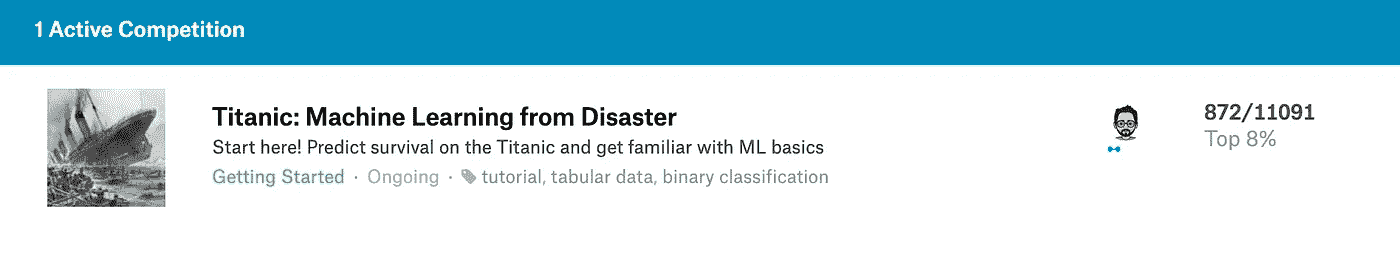 1 Active Competition
Titanic: Machine Learning from Disaster
872/11091
Start here! Predict survival on the Titanic and get familiar with ML basics
Top 8%
Getting Started · Ongoing · tutorial, tabular data, binary classification